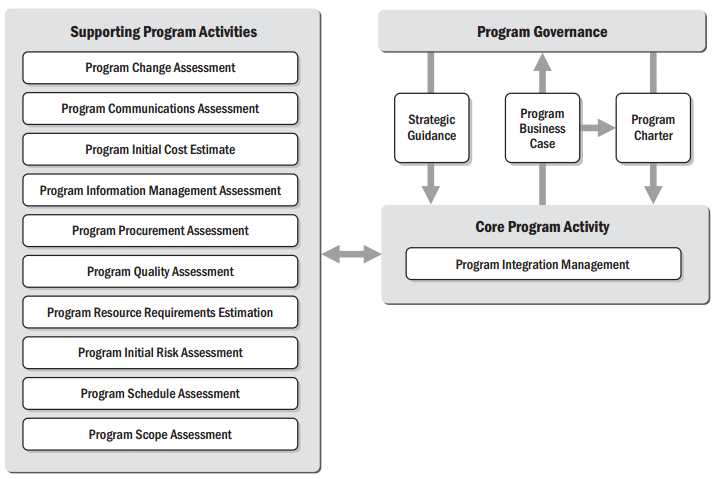 Supporting Program Activities
Program Change Assessment
Program Communications Assessment
Program Initial Cost Estimate
Program Information Management Assessment
Program Procurement Assessment
Program Quality Assessment
Program Resource Requirements Estimation
Program Initial Risk Assessment
Program Schedule Assessment
Program Scope Assessment
Program Governance
Strategic
Guidance
Program
Business
Case
Program
Charter
Core Program Activity
Program Integration Management